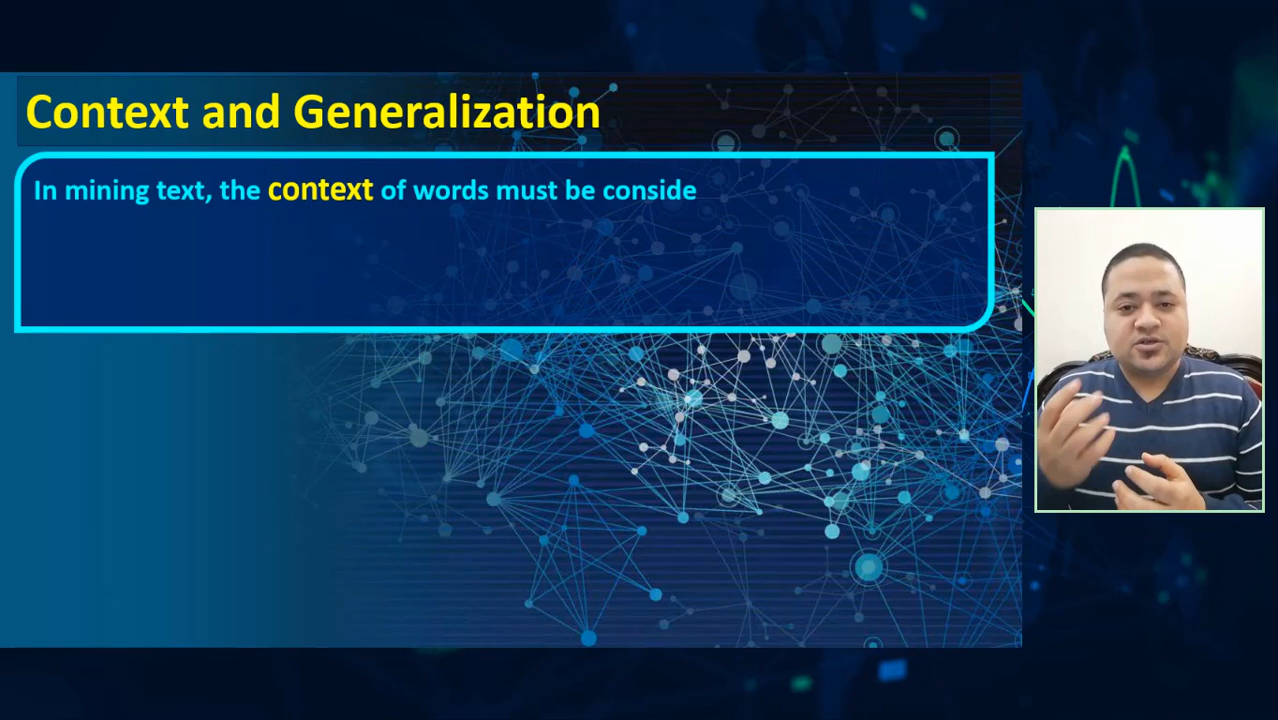 Context and Generalization
In mining text, the context of words must be conside